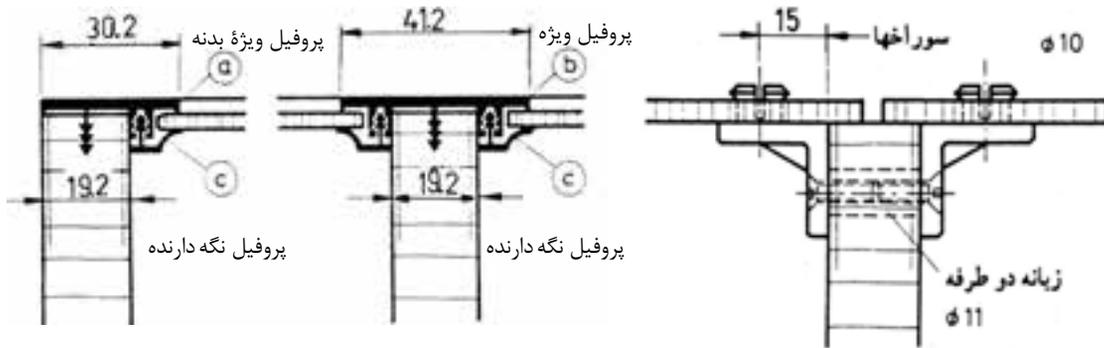 30.2
پروفیل ویژهٔ بدنه
a
c
19.2
پروفیل نگه دارنده
41.2
پروفیل ویژه
b
c
19.2
پروفیل نگه دارنده
15
سوراخها
ϕ10
زبانه دو طرفه
ϕ11